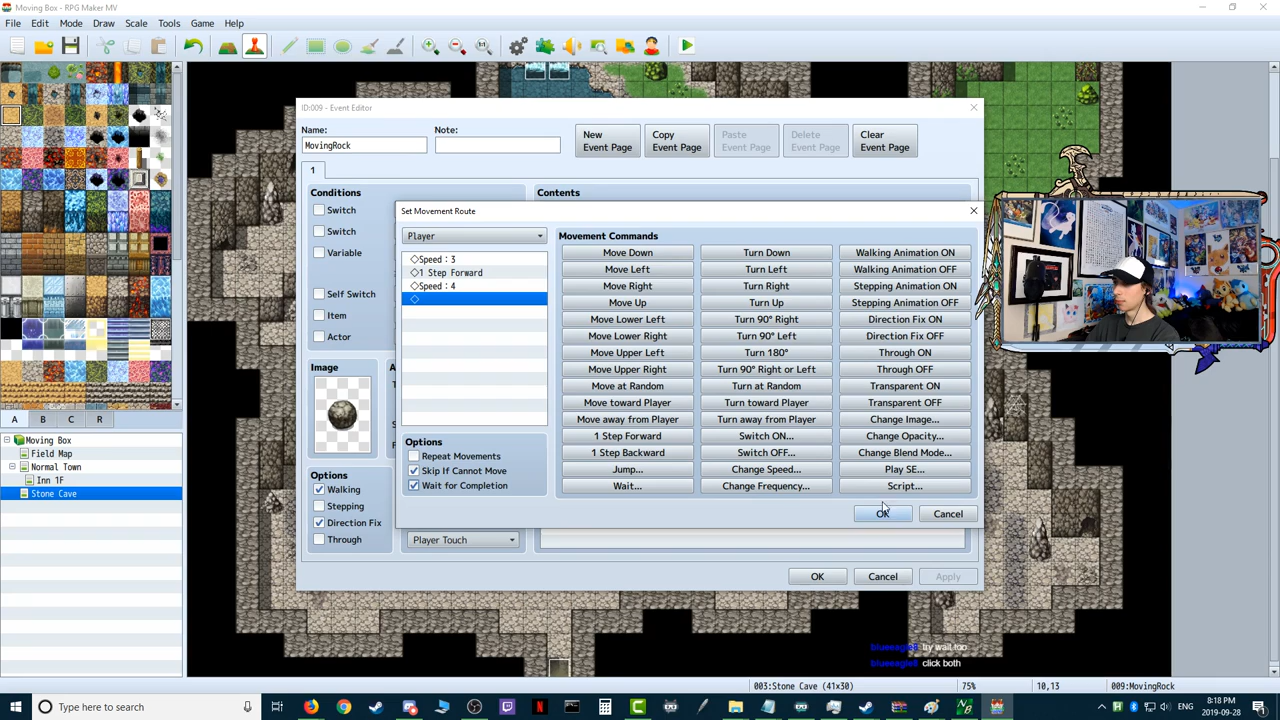 Moving Box - RPG Maker MV
File Edit Mode Draw Scale Tools Game Help
ID:009 - Event Editor
Name:
Note:
MovingRock
New Event Page
Copy Event Page
Paste Event Page
Delete Event Page
Clear Event Page
1
Conditions
Contents
Switch
Switch
Variable
Self Switch
Item
Actor
Image
Options
Walking
Stepping
Direction Fix
Through
Player Touch
OK Cancel Apply
Set Movement Route
Player
◇Speed : 3
◇1 Step Forward
◇Speed : 4
◇
Options
Repeat Movements
Skip If Cannot Move
Wait for Completion
Movement Commands
Move Down Turn Down Walking Animation ON
Move Left Turn Left Walking Animation OFF
Move Right Turn Right Stepping Animation ON
Move Up Turn Up Stepping Animation OFF
Move Lower Left Turn 90° Right Direction Fix ON
Move Lower Right Turn 90° Left Direction Fix OFF
Move Upper Left Turn 180° Through ON
Move Upper Right Turn 90° Right or Left Through OFF
Move at Random Turn at Random Transparent ON
Move toward Player Turn toward Player Transparent OFF
Move away from Player Turn away from Player Change Image...
1 Step Forward Switch ON... Change Opacity...
1 Step Backward Switch OFF... Change Blend Mode...
Jump... Change Speed... Play SE...
Wait... Change Frequency... Script...
OK Cancel
A B C R
Moving Box
Field Map
Normal Town
Inn 1F
Stone Cave
try wait too
click both
003:Stone Cave (41x30) 75% 10,13 009:MovingRock
Type here to search
8:18 PM
2019-09-28